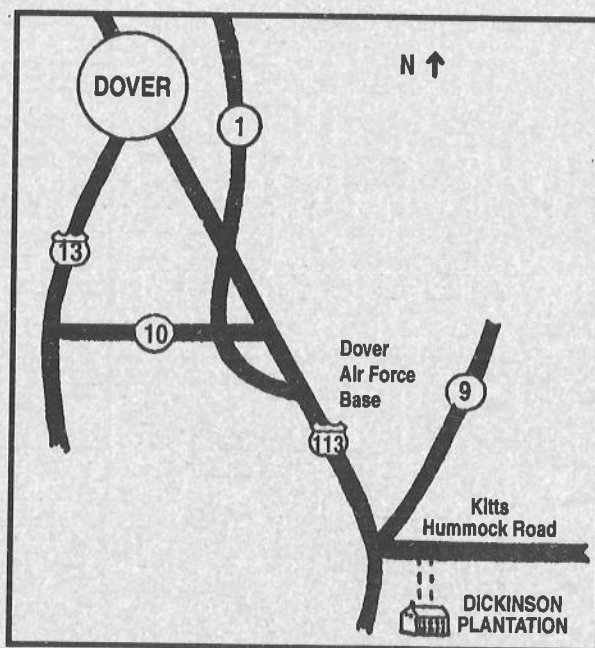 N
DOVER
1
13
10
Dover
Air Force
Base
9
113
Kitts
Hummock Road
DICKINSON
PLANTATION